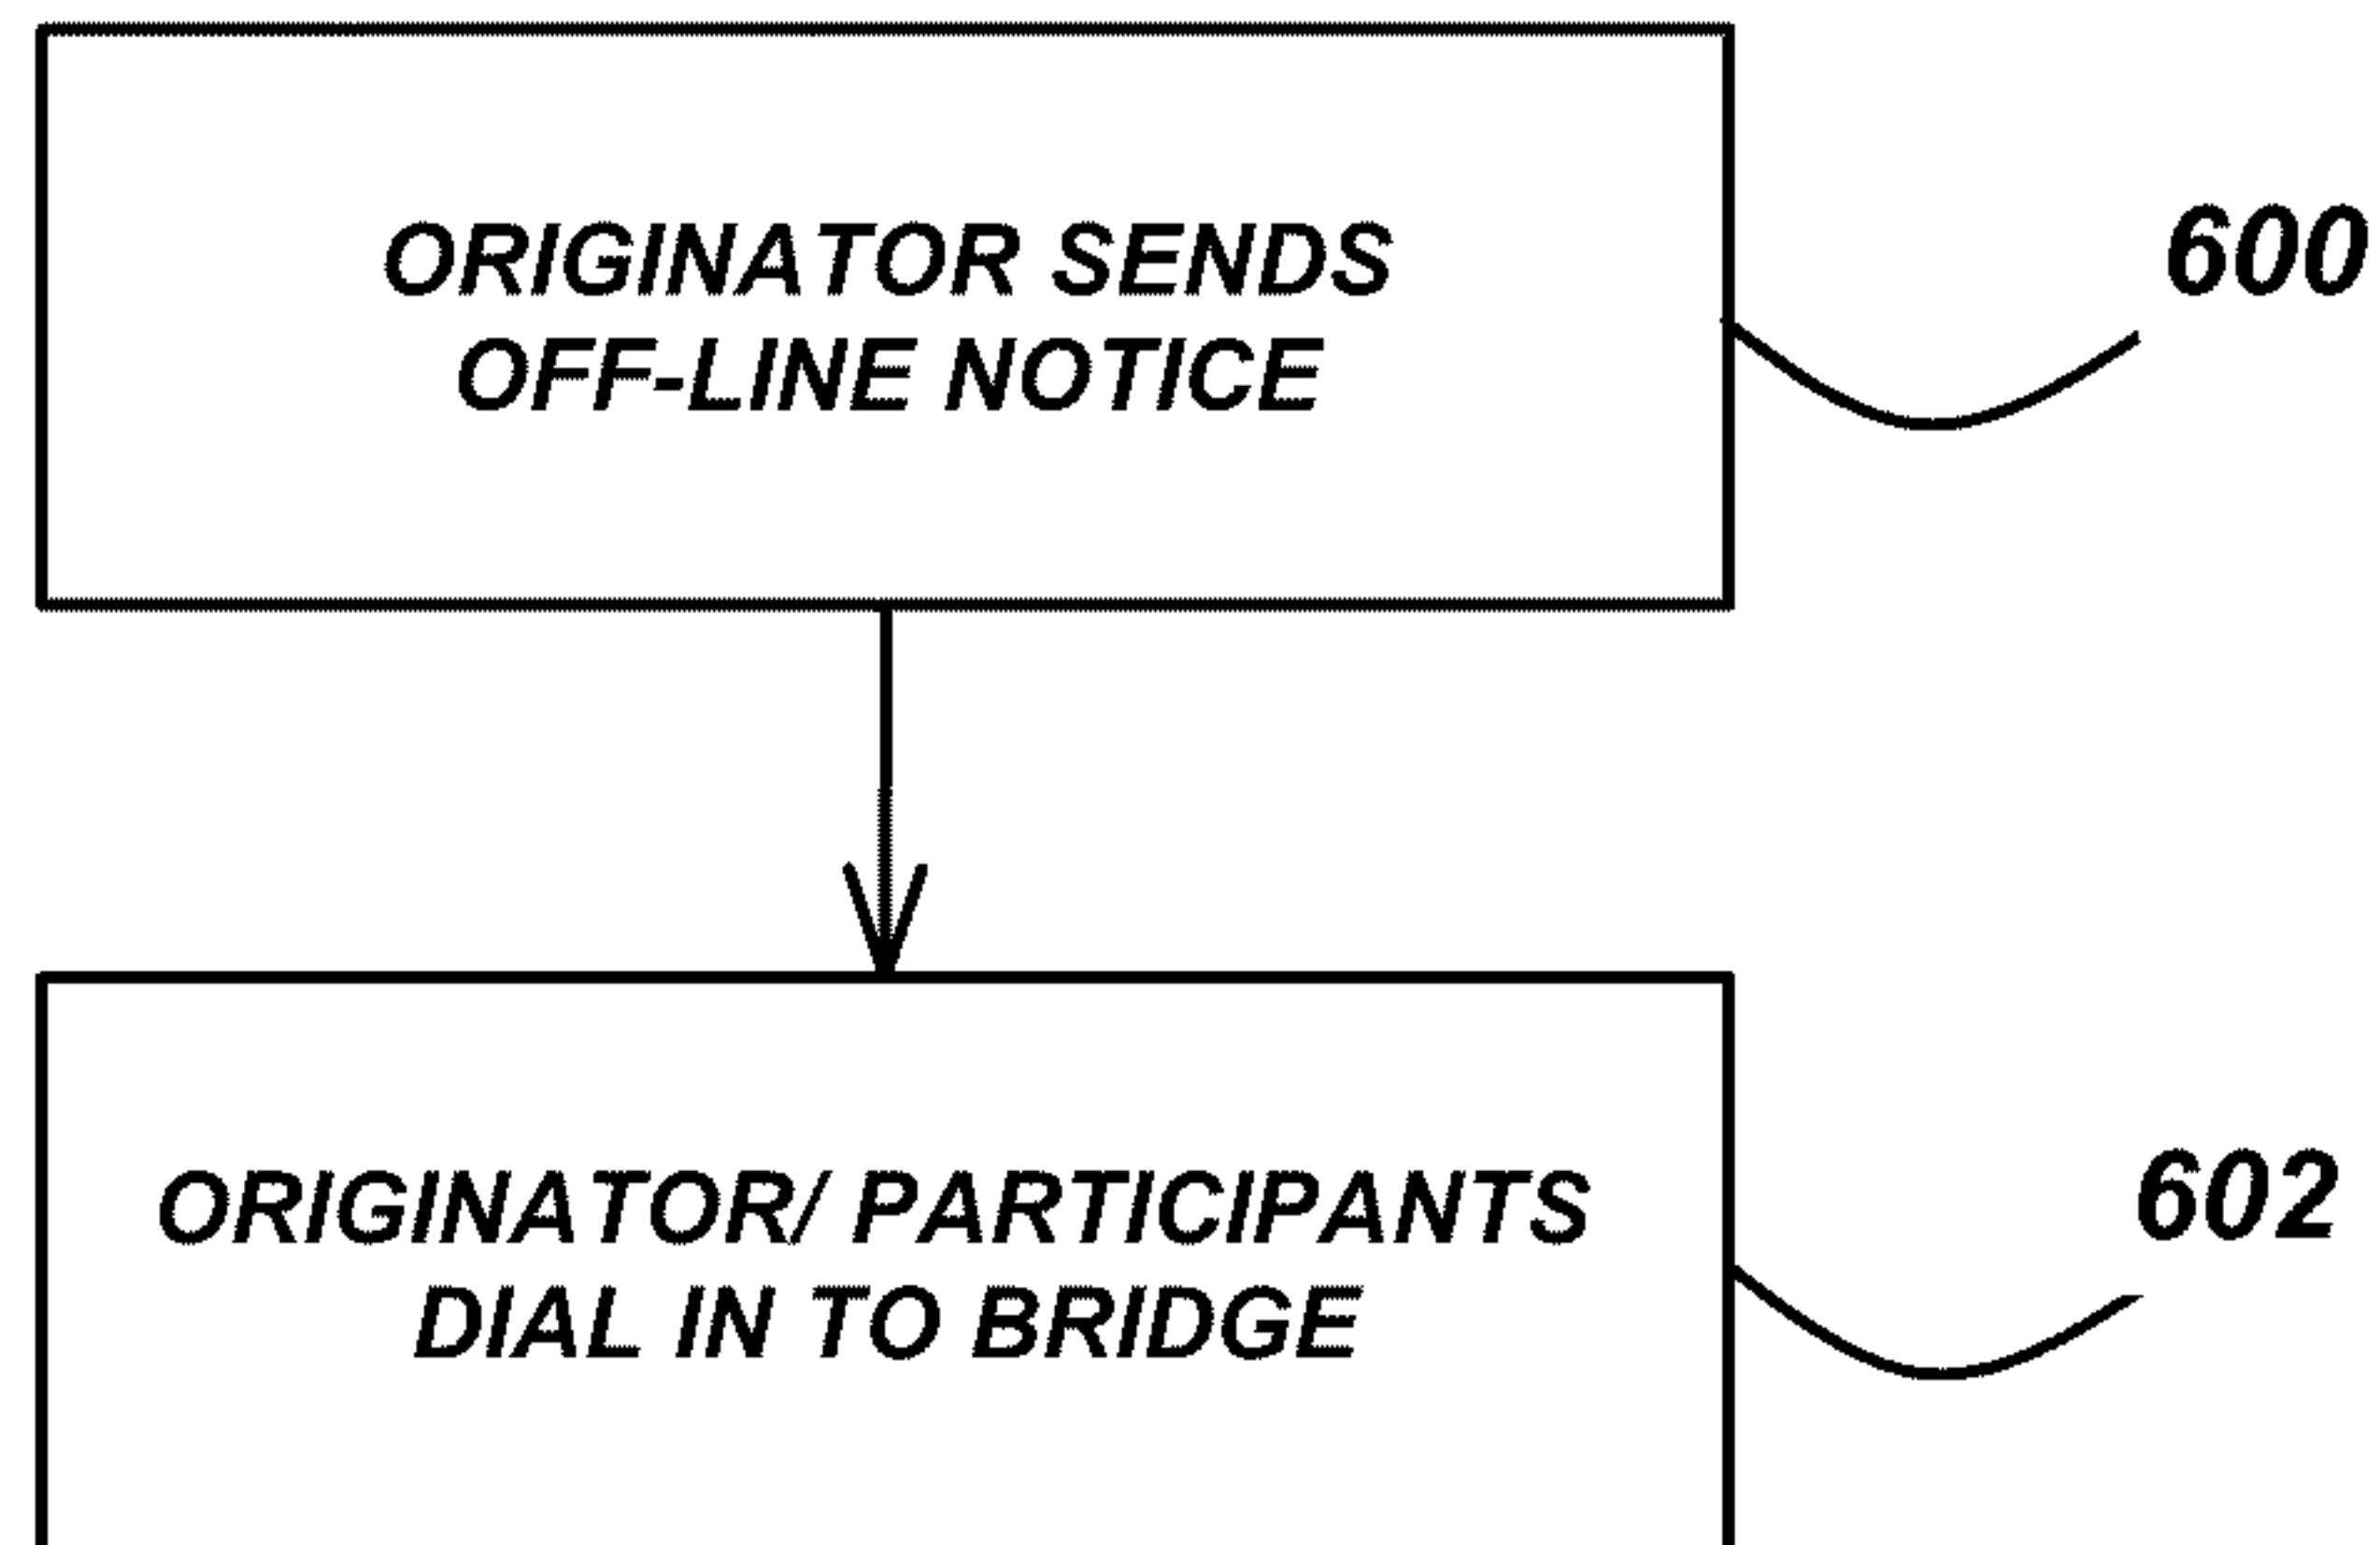 ORIGINATOR SENDS
OFF-LINE NOTICE
600
ORIGINATOR/ PARTICIPANTS
DIAL IN TO BRIDGE
602